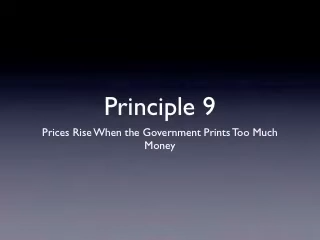 Principle 9
Prices Rise When the Government Prints Too Much
Money